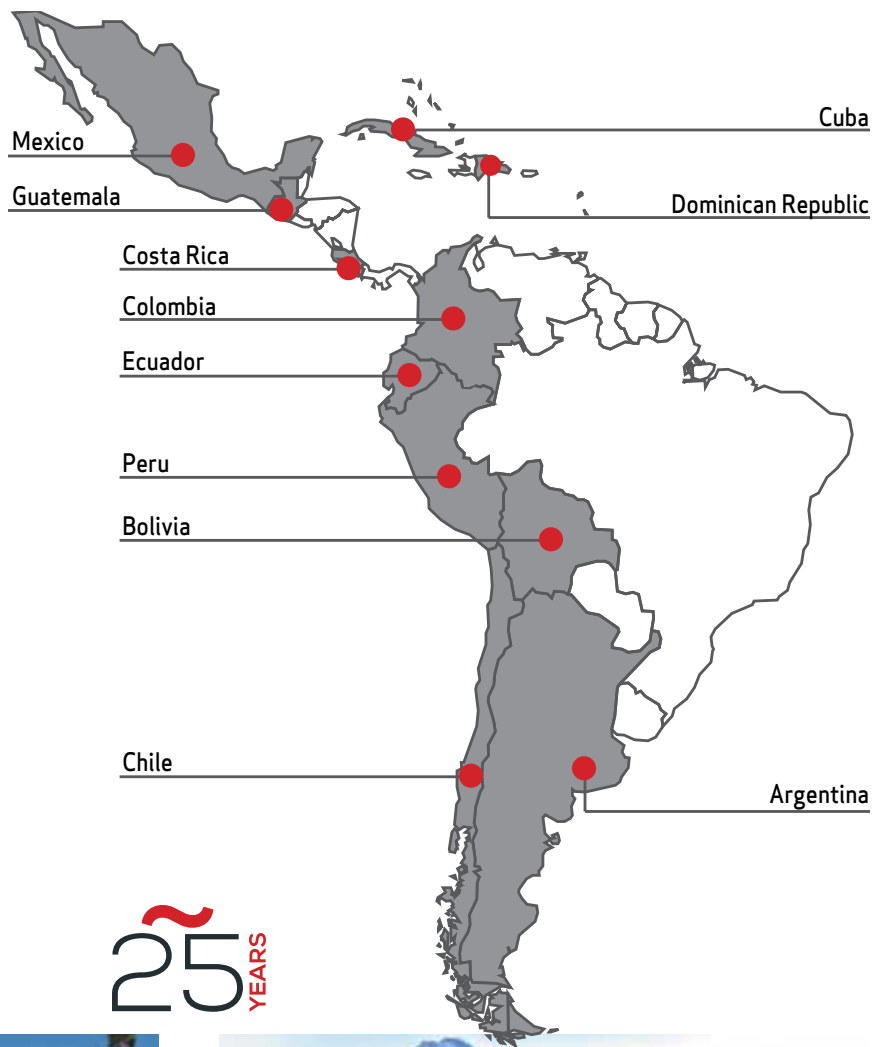 Cuba
Mexico
Guatemala
Dominican Republic
Costa Rica
Colombia
Ecuador
Peru
Bolivia
Chile
Argentina
~
25 YEARS